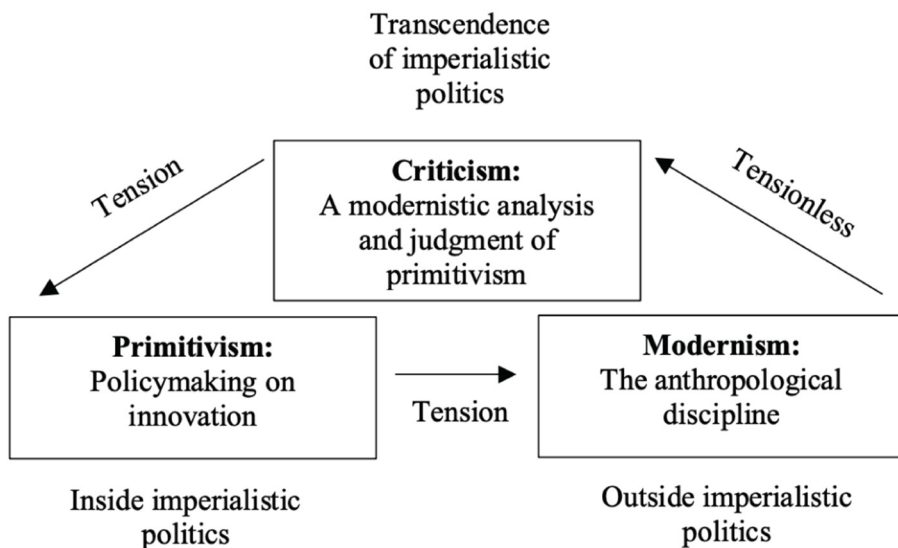 Transcendence
of imperialistic
politics
Tension
Criticism:
A modernistic analysis
and judgment of
primitivism
Tensionless
Primitivism:
Policymaking on
innovation
Tension
Modernism:
The anthropological
discipline
Inside imperialistic
politics
Outside imperialistic
politics